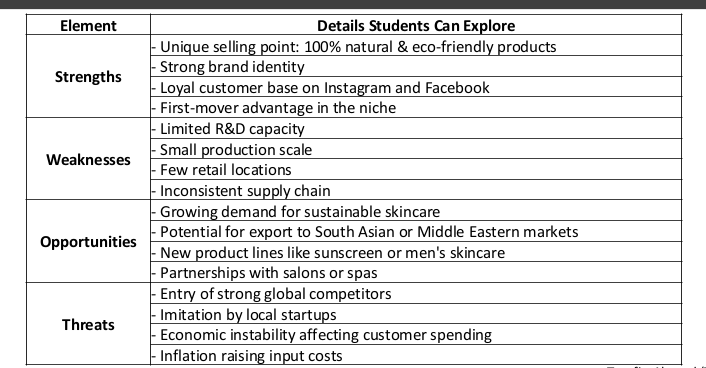 Element Details Students Can Explore
Strengths
- Unique selling point: 100% natural & eco-friendly products
- Strong brand identity
- Loyal customer base on Instagram and Facebook
- First-mover advantage in the niche
Weaknesses
- Limited R&D capacity
- Small production scale
- Few retail locations
- Inconsistent supply chain
Opportunities
- Growing demand for sustainable skincare
- Potential for export to South Asian or Middle Eastern markets
- New product lines like sunscreen or men's skincare
- Partnerships with salons or spas
Threats
- Entry of strong global competitors
- Imitation by local startups
- Economic instability affecting customer spending
- Inflation raising input costs